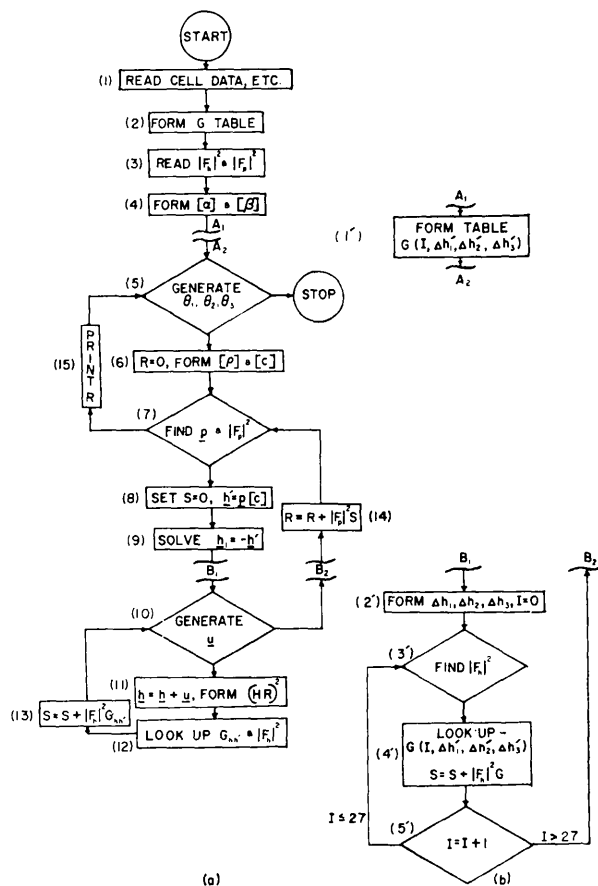 START
(1) READ CELL DATA, ETC.
(2) FORM G TABLE
(3) READ |F_h|² & |F_p|²
(4) FORM [α] & [β]
A₁
A₂
(5) GENERATE
θ₁, θ₂, θ₃
STOP
(15) PRINT R
(6) R=0, FORM [ρ] & [C]
(7) FIND p & |F_p|²
(8) SET S=0, h'=p[C]
(9) SOLVE h₁=-h'
B₁
(10) GENERATE
u
(11) h = h + u, FORM (HR)²
(12) LOOK UP G_hh' & |F_h|²
(13) S=S+|F_h|²G_hh'
B₂
R=R+|F_p|²S (14)
(a)
A₁
(1')
FORM TABLE
G (I, Δh₁', Δh₂', Δh₃')
A₂
B₁
B₂
(2') FORM Δh₁, Δh₂, Δh₃, I=0
(3')
FIND |F_h|²
(4')
LOOK UP -
G(I, Δh₁', Δh₂', Δh₃')
S=S+|F_h|²G
(5')
I=I+1
I≤27
I>27
(b)